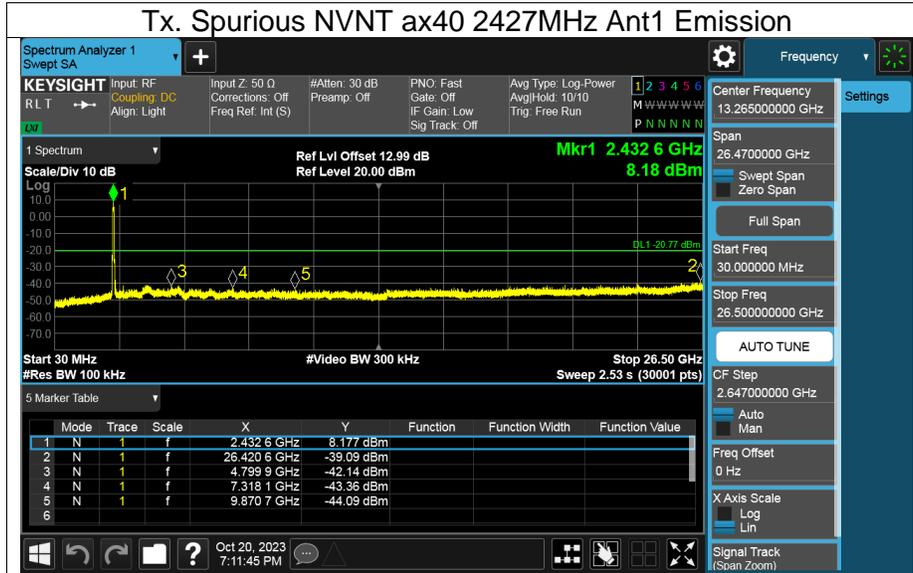 Tx. Spurious NVNT ax40 2427MHz Ant1 Emission
Spectrum Analyzer 1
Swept SA
+
Frequency
KEYSIGHT
RLT
LXI
Input: RF
Coupling: DC
Align: Light
Input Z: 50 Ω
Corrections: Off
Freq Ref: Int (S)
#Atten: 30 dB
Preamp: Off
PNO: Fast
Gate: Off
IF Gain: Low
Sig Track: Off
Avg Type: Log-Power
Avg|Hold: 10/10
Trig: Free Run
1 2 3 4 5 6
M W W W W W
P N N N N N
1 Spectrum
Scale/Div 10 dB
Ref Lvl Offset 12.99 dB
Ref Level 20.00 dBm
Mkr1 2.432 6 GHz
8.18 dBm
Log
10.0
0.00
-10.0
-20.0
-30.0
-40.0
-50.0
-60.0
-70.0
1
DL1 -20.77 dBm
2
3
4
5
Start 30 MHz
#Res BW 100 kHz
#Video BW 300 kHz
Stop 26.50 GHz
Sweep 2.53 s (30001 pts)
5 Marker Table
Mode Trace Scale X Y Function Function Width Function Value
1 N 1 f 2.432 6 GHz 8.177 dBm
2 N 1 f 26.420 6 GHz -39.09 dBm
3 N 1 f 4.799 9 GHz -42.14 dBm
4 N 1 f 7.318 1 GHz -43.36 dBm
5 N 1 f 9.870 7 GHz -44.09 dBm
6
?
Oct 20, 2023
7:11:45 PM
Center Frequency
13.265000000 GHz
Settings
Span
26.4700000 GHz
Swept Span
Zero Span
Full Span
Start Freq
30.000000 MHz
Stop Freq
26.500000000 GHz
AUTO TUNE
CF Step
2.647000000 GHz
Auto
Man
Freq Offset
0 Hz
X Axis Scale
Log
Lin
Signal Track
(Span Zoom)